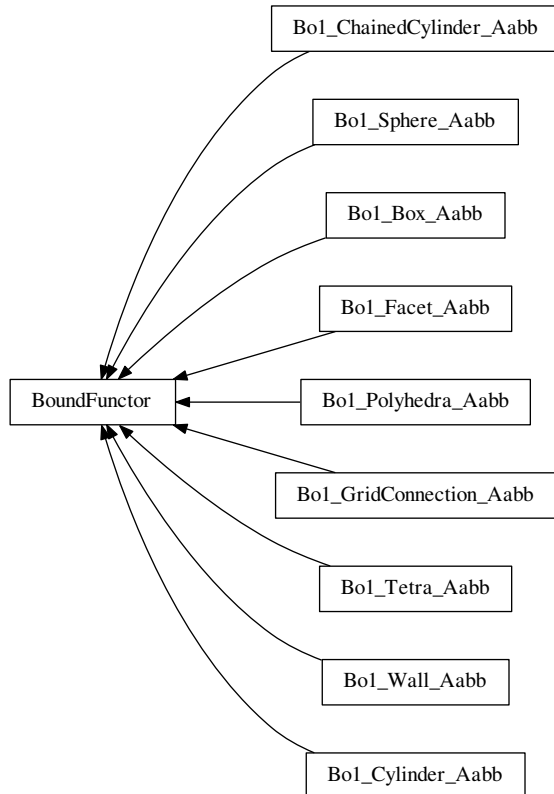 Bo1_ChainedCylinder_Aabb
Bo1_Sphere_Aabb
Bo1_Box_Aabb
Bo1_Facet_Aabb
BoundFunctor
Bo1_Polyhedra_Aabb
Bo1_GridConnection_Aabb
Bo1_Tetra_Aabb
Bo1_Wall_Aabb
Bo1_Cylinder_Aabb